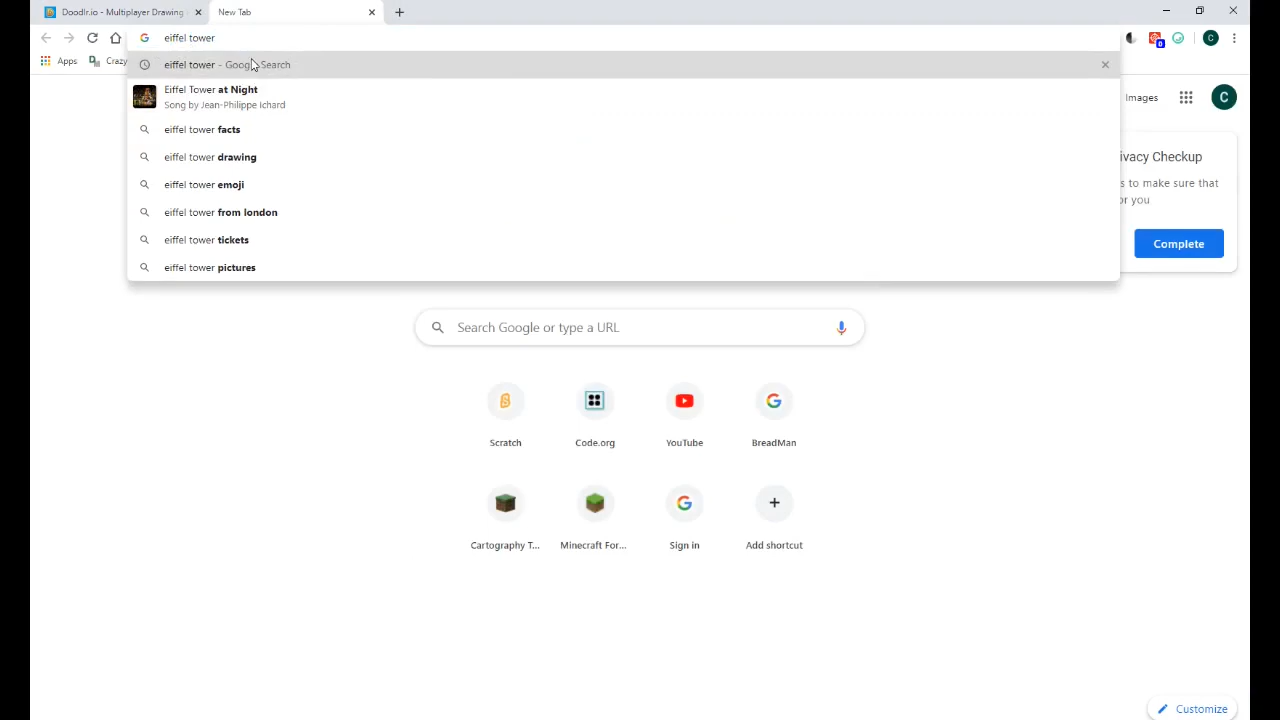 Doodlr.io - Multiplayer Drawing
New Tab
eiffel tower
Apps
Crazy
eiffel tower - Google Search
Eiffel Tower at Night
Song by Jean-Philippe Ichard
eiffel tower facts
eiffel tower drawing
eiffel tower emoji
eiffel tower from london
eiffel tower tickets
eiffel tower pictures
0
C
Images
C
ivacy Checkup
s to make sure that
or you
Complete
Search Google or type a URL
Scratch
Code.org
YouTube
BreadMan
Cartography T...
Minecraft For...
Sign in
Add shortcut
Customize